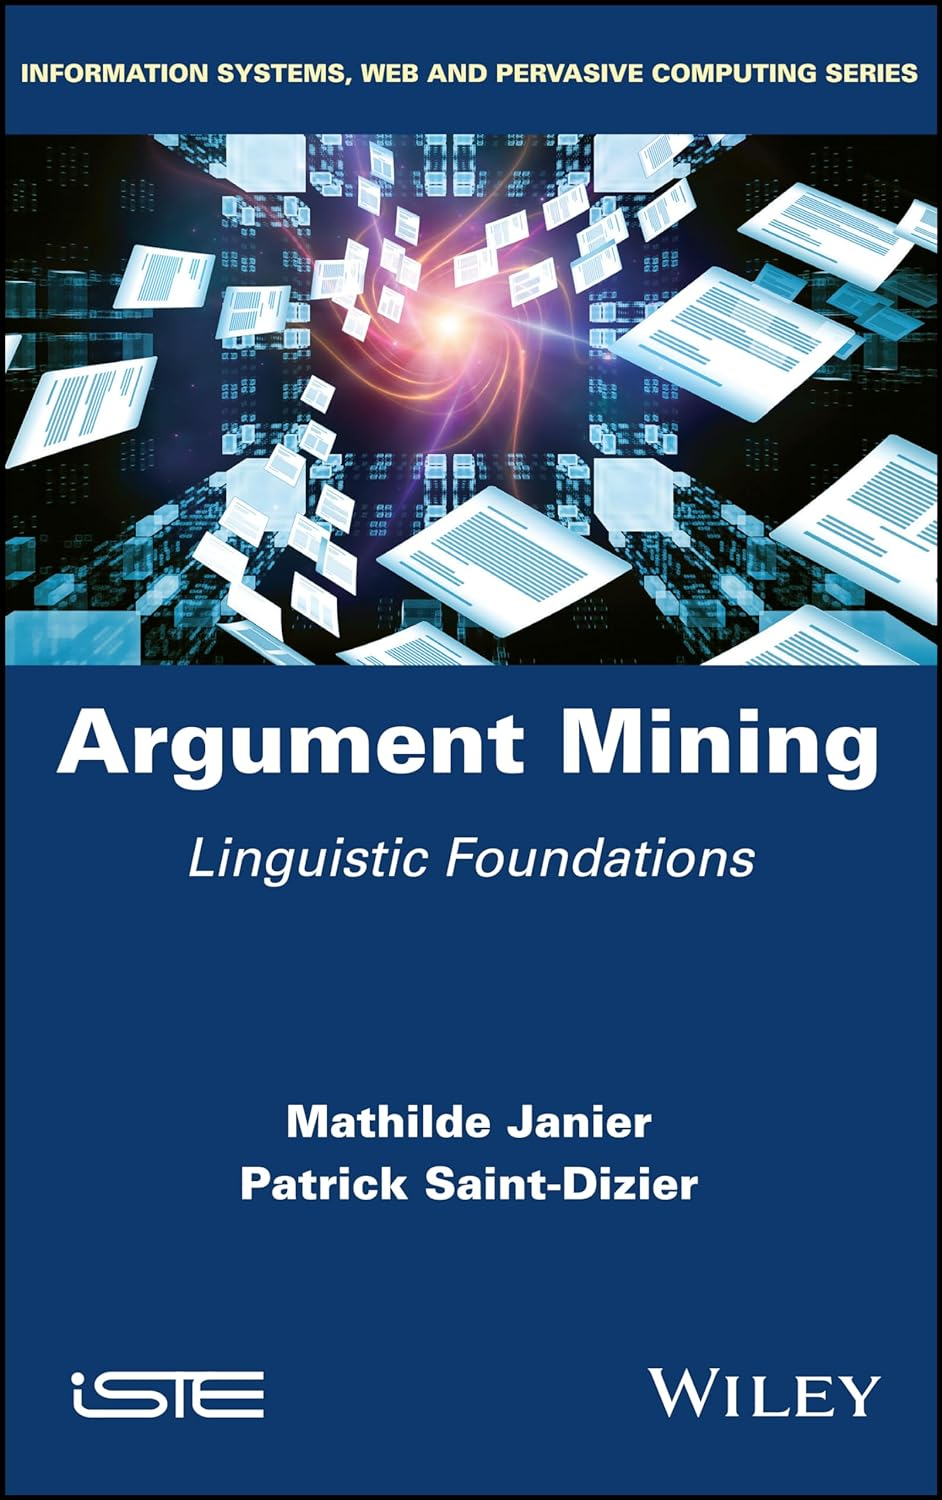 INFORMATION SYSTEMS, WEB AND PERVASIVE COMPUTING SERIES
Argument Mining
Linguistic Foundations
Mathilde Janier
Patrick Saint-Dizier
iSTE
WILEY